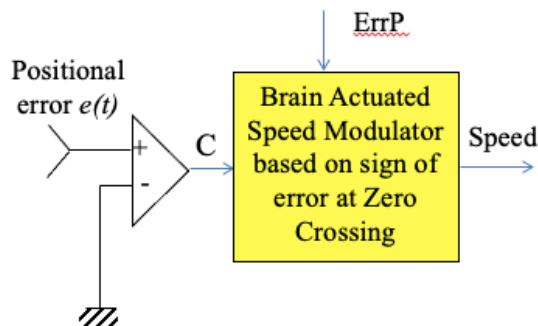 ErrP
Positional
error e(t)
+
-
C
Brain Actuated
Speed Modulator
based on sign of
error at Zero
Crossing
Speed